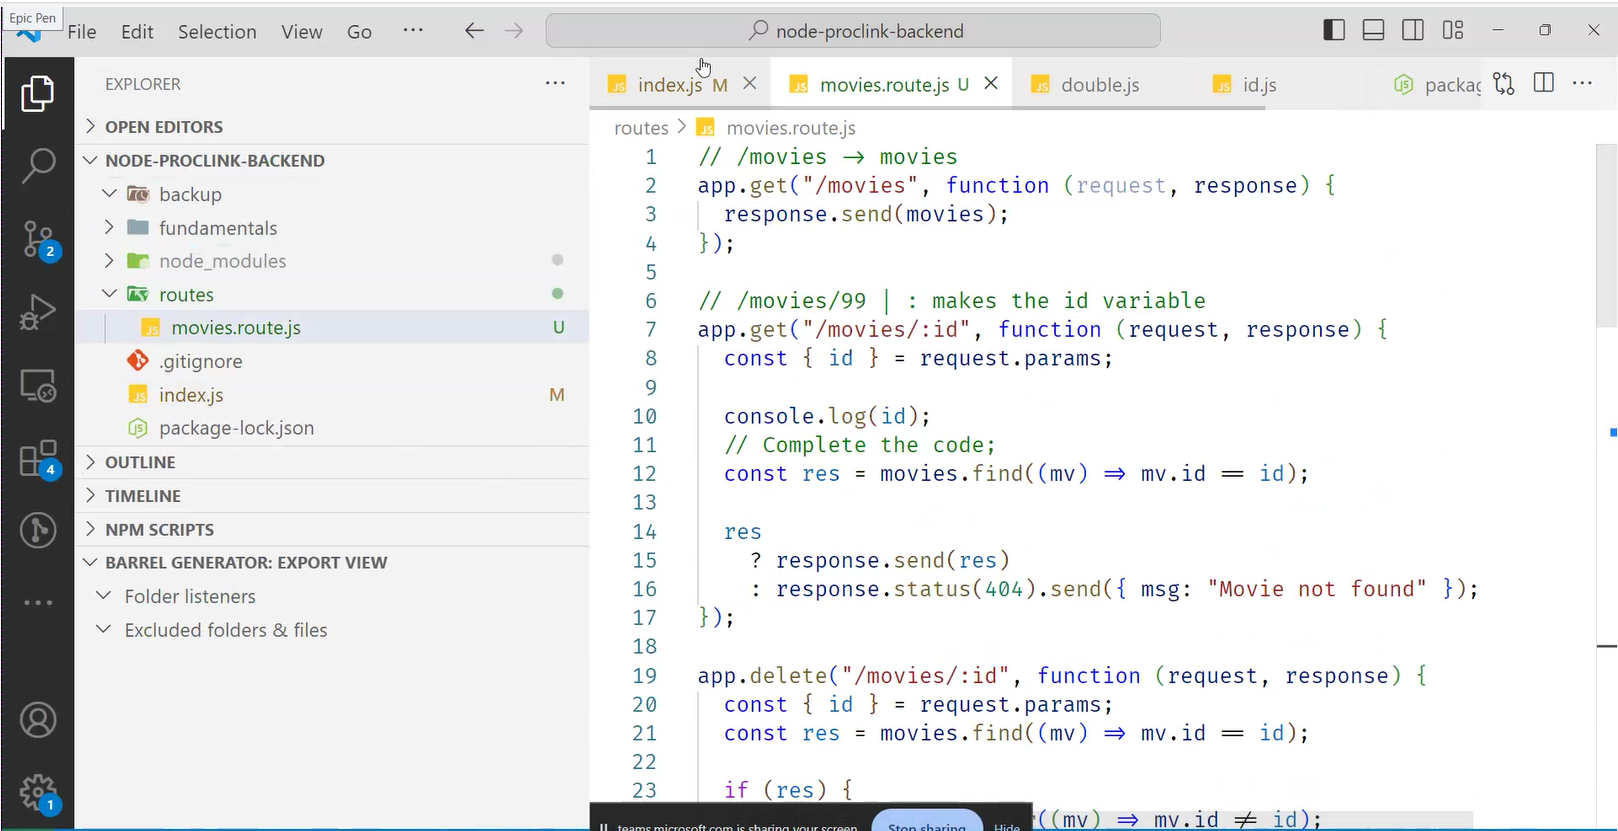 Epic Pen
File Edit Selection View Go ··· node-proclink-backend
EXPLORER ···
index.js M
movies.route.js U
double.js
id.js
packag
···
OPEN EDITORS
NODE-PROCLINK-BACKEND
backup
fundamentals
node_modules
routes
movies.route.js U
.gitignore
index.js M
package-lock.json
OUTLINE
TIMELINE
NPM SCRIPTS
BARREL GENERATOR: EXPORT VIEW
Folder listeners
Excluded folders & files
2
4
1
routes > movies.route.js
1 // /movies → movies
2 app.get("/movies", function (request, response) {
3 response.send(movies);
4 });
5
6 // /movies/99 | : makes the id variable
7 app.get("/movies/:id", function (request, response) {
8 const { id } = request.params;
9
10 console.log(id);
11 // Complete the code;
12 const res = movies.find((mv) ⇒ mv.id == id);
13
14 res
15 ? response.send(res)
16 : response.status(404).send({ msg: "Movie not found" });
17 });
18
19 app.delete("/movies/:id", function (request, response) {
20 const { id } = request.params;
21 const res = movies.find((mv) ⇒ mv.id == id);
22
23 if (res) {
((mv) ⇒ mv.id ≠ id);
teams.microsoft.com is sharing your screen. Stop sharing Hide